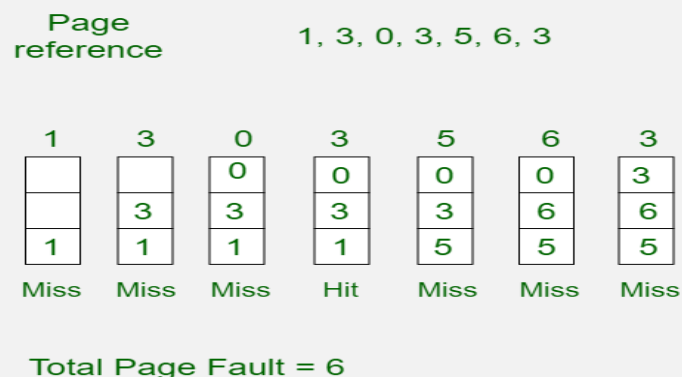 Page
reference
1, 3, 0, 3, 5, 6, 3
1 3 0 3 5 6 3
0 0 0 0 3
3 3 3 3 6 6
1 1 1 1 5 5 5
Miss Miss Miss Hit Miss Miss Miss
Total Page Fault = 6